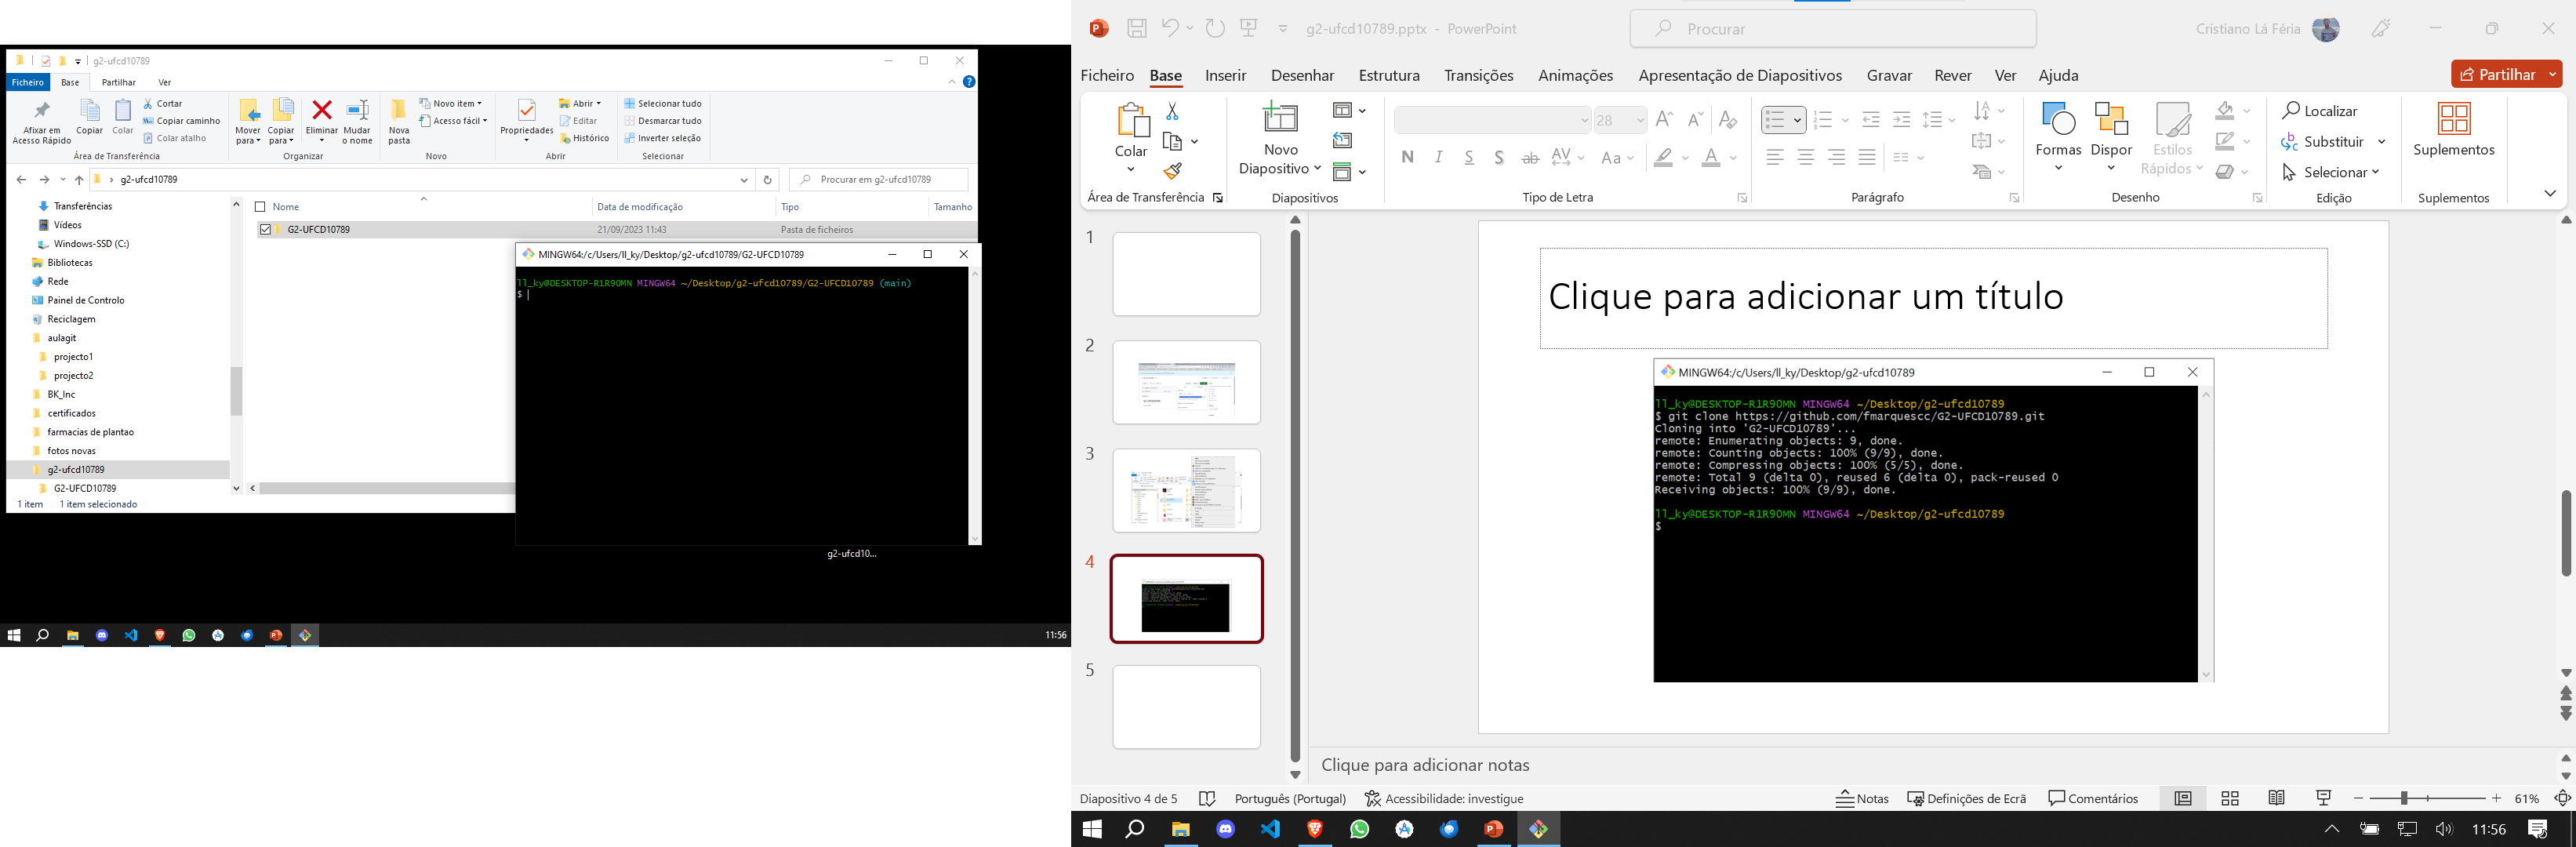 g2-ufcd10789
Ficheiro Base Partilhar Ver
Afixar em Acesso Rápido
Copiar
Colar
Cortar
Copiar caminho
Colar atalho
Área de Transferência
Mover para
Copiar para
Eliminar
Mudar o nome
Organizar
Nova pasta
Novo item
Acesso fácil
Novo
Propriedades
Abrir
Editar
Histórico
Abrir
Selecionar tudo
Desmarcar tudo
Inverter seleção
Selecionar
g2-ufcd10789
Procurar em g2-ufcd10789
Transferências
Vídeos
Windows-SSD (C:)
Bibliotecas
Rede
Painel de Controlo
Reciclagem
aulagit
projecto1
projecto2
BK_Inc
certificados
farmacias de plantao
fotos novas
g2-ufcd10789
G2-UFCD10789
Nome Data de modificação Tipo Tamanho
G2-UFCD10789 21/09/2023 11:43 Pasta de ficheiros
1 item 1 item selecionado
MINGW64:/c/Users/ll_ky/Desktop/g2-ufcd10789/G2-UFCD10789
ll_ky@DESKTOP-R1R9OMN MINGW64 ~/Desktop/g2-ufcd10789/G2-UFCD10789 (main)
$
g2-ufcd10...
11:56
g2-ufcd10789.pptx - PowerPoint
Procurar
Cristiano Lá Féria
Ficheiro Base Inserir Desenhar Estrutura Transições Animações Apresentação de Diapositivos Gravar Rever Ver Ajuda
Partilhar
Colar
Área de Transferência
Novo Diapositivo
Diapositivos
28
N I S S ab AV Aa A
Tipo de Letra
Parágrafo
Formas
Dispor
Estilos Rápidos
Desenho
Localizar
Substituir
Selecionar
Edição
Suplementos
Suplementos
1
2
3
4
5
Clique para adicionar um título
MINGW64:/c/Users/ll_ky/Desktop/g2-ufcd10789
ll_ky@DESKTOP-R1R9OMN MINGW64 ~/Desktop/g2-ufcd10789
$ git clone https://github.com/fmarquescc/G2-UFCD10789.git
Cloning into 'G2-UFCD10789'...
remote: Enumerating objects: 9, done.
remote: Counting objects: 100% (9/9), done.
remote: Compressing objects: 100% (5/5), done.
remote: Total 9 (delta 0), reused 6 (delta 0), pack-reused 0
Receiving objects: 100% (9/9), done.
ll_ky@DESKTOP-R1R9OMN MINGW64 ~/Desktop/g2-ufcd10789
$
Clique para adicionar notas
Diapositivo 4 de 5 Português (Portugal) Acessibilidade: investigue Notas Definições de Ecrã Comentários 61%
11:56